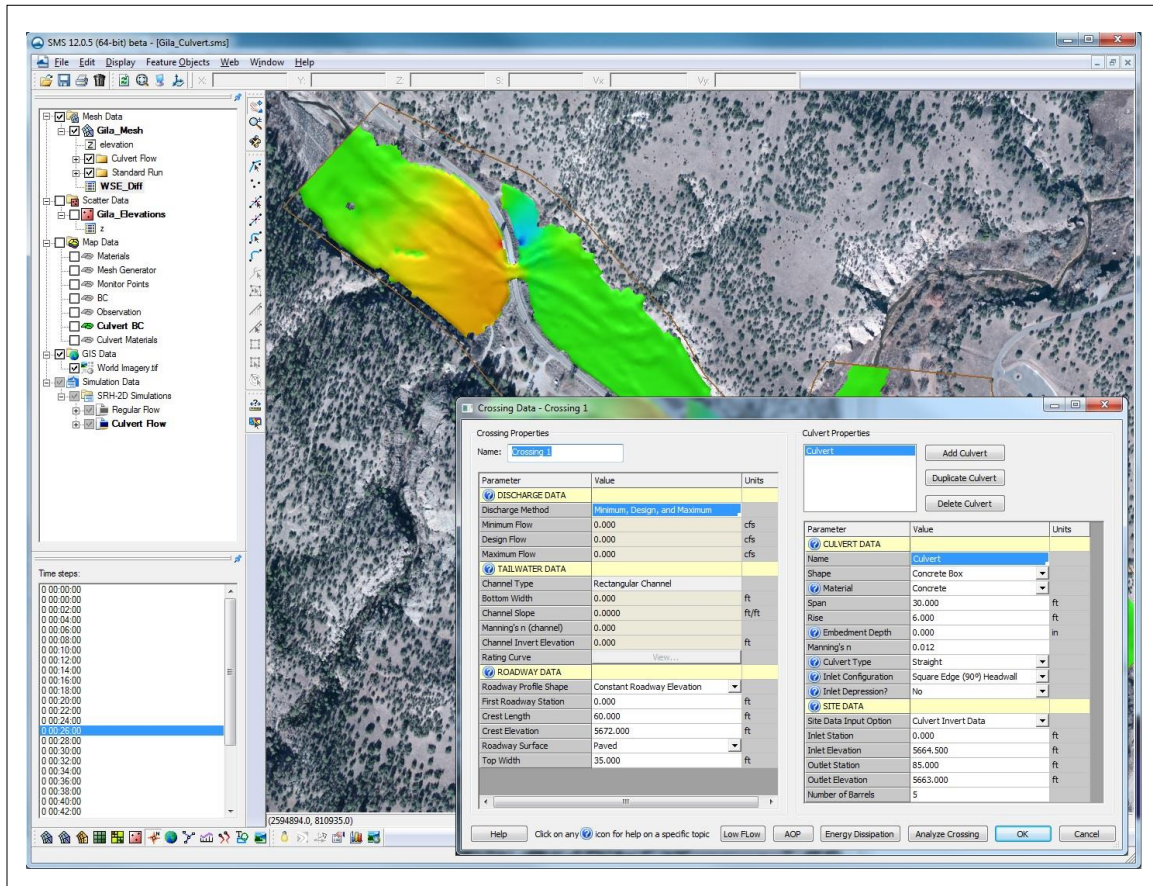 SMS 12.0.5 (64-bit) beta - [Gila_Culvert.sms]
File Edit Display Feature Objects Web Window Help
X: Y: Z: S: Vx: Vy:
Mesh Data
Gila_Mesh
elevation
Culvert Flow
Standard Run
WSE_Diff
Scatter Data
Gila_Elevations
z
Map Data
Materials
Mesh Generator
Monitor Points
BC
Observation
Culvert BC
Culvert Materials
GIS Data
World Imagery.tif
Simulation Data
SRH-2D Simulations
Regular Flow
Culvert Flow
Time steps:
0 00:00:00
0 00:00:00
0 00:02:00
0 00:04:00
0 00:06:00
0 00:08:00
0 00:10:00
0 00:12:00
0 00:14:00
0 00:16:00
0 00:18:00
0 00:20:00
0 00:22:00
0 00:24:00
0 00:26:00
0 00:28:00
0 00:30:00
0 00:32:00
0 00:34:00
0 00:36:00
0 00:38:00
0 00:40:00
0 00:42:00
(2594894.0, 810935.0)
Crossing Data - Crossing 1
Crossing Properties
Name: Crossing 1
Parameter Value Units
DISCHARGE DATA
Discharge Method Minimum, Design, and Maximum
Minimum Flow 0.000 cfs
Design Flow 0.000 cfs
Maximum Flow 0.000 cfs
TAILWATER DATA
Channel Type Rectangular Channel
Bottom Width 0.000 ft
Channel Slope 0.0000 ft/ft
Manning's n (channel) 0.000
Channel Invert Elevation 0.000 ft
Rating Curve View...
ROADWAY DATA
Roadway Profile Shape Constant Roadway Elevation
First Roadway Station 0.000 ft
Crest Length 60.000 ft
Crest Elevation 5672.000 ft
Roadway Surface Paved
Top Width 35.000 ft
Culvert Properties
Culvert
Add Culvert
Duplicate Culvert
Delete Culvert
Parameter Value Units
CULVERT DATA
Name Culvert
Shape Concrete Box
Material Concrete
Span 30.000 ft
Rise 6.000 ft
Embedment Depth 0.000 in
Manning's n 0.012
Culvert Type Straight
Inlet Configuration Square Edge (90º) Headwall
Inlet Depression? No
SITE DATA
Site Data Input Option Culvert Invert Data
Inlet Station 0.000 ft
Inlet Elevation 5664.500 ft
Outlet Station 85.000 ft
Outlet Elevation 5663.000 ft
Number of Barrels 5
Help Click on any ? icon for help on a specific topic Low FLow AOP Energy Dissipation Analyze Crossing OK Cancel